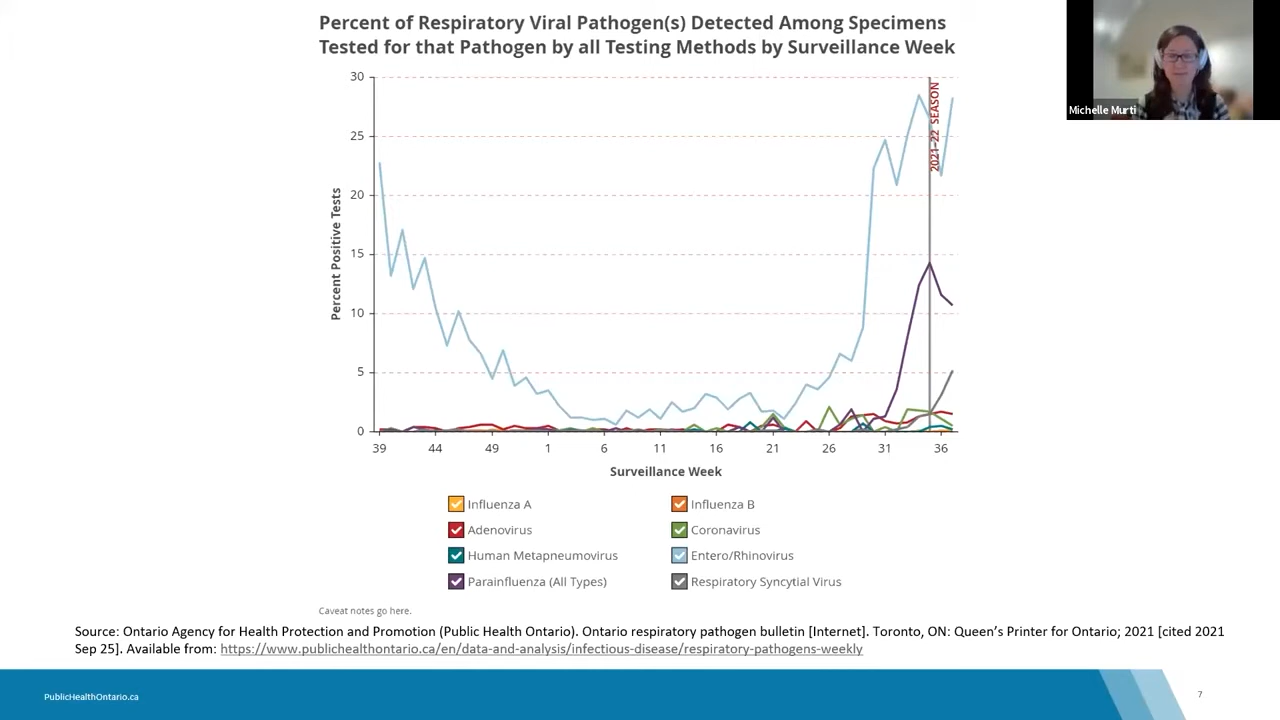 Percent of Respiratory Viral Pathogen(s) Detected Among Specimens
Tested for that Pathogen by all Testing Methods by Surveillance Week
Michelle Murti
30
25
20
15
10
5
0
Percent Positive Tests
2021-22 SEASON
39
44
49
1
6
11
16
21
26
31
36
Surveillance Week
Influenza A
Influenza B
Adenovirus
Coronavirus
Human Metapneumovirus
Entero/Rhinovirus
Parainfluenza (All Types)
Respiratory Syncytial Virus
Caveat notes go here.
Source: Ontario Agency for Health Protection and Promotion (Public Health Ontario). Ontario respiratory pathogen bulletin [Internet]. Toronto, ON: Queen's Printer for Ontario; 2021 [cited 2021
Sep 25]. Available from: https://www.publichealthontario.ca/en/data-and-analysis/infectious-disease/respiratory-pathogens-weekly
PublicHealthOntario.ca
7